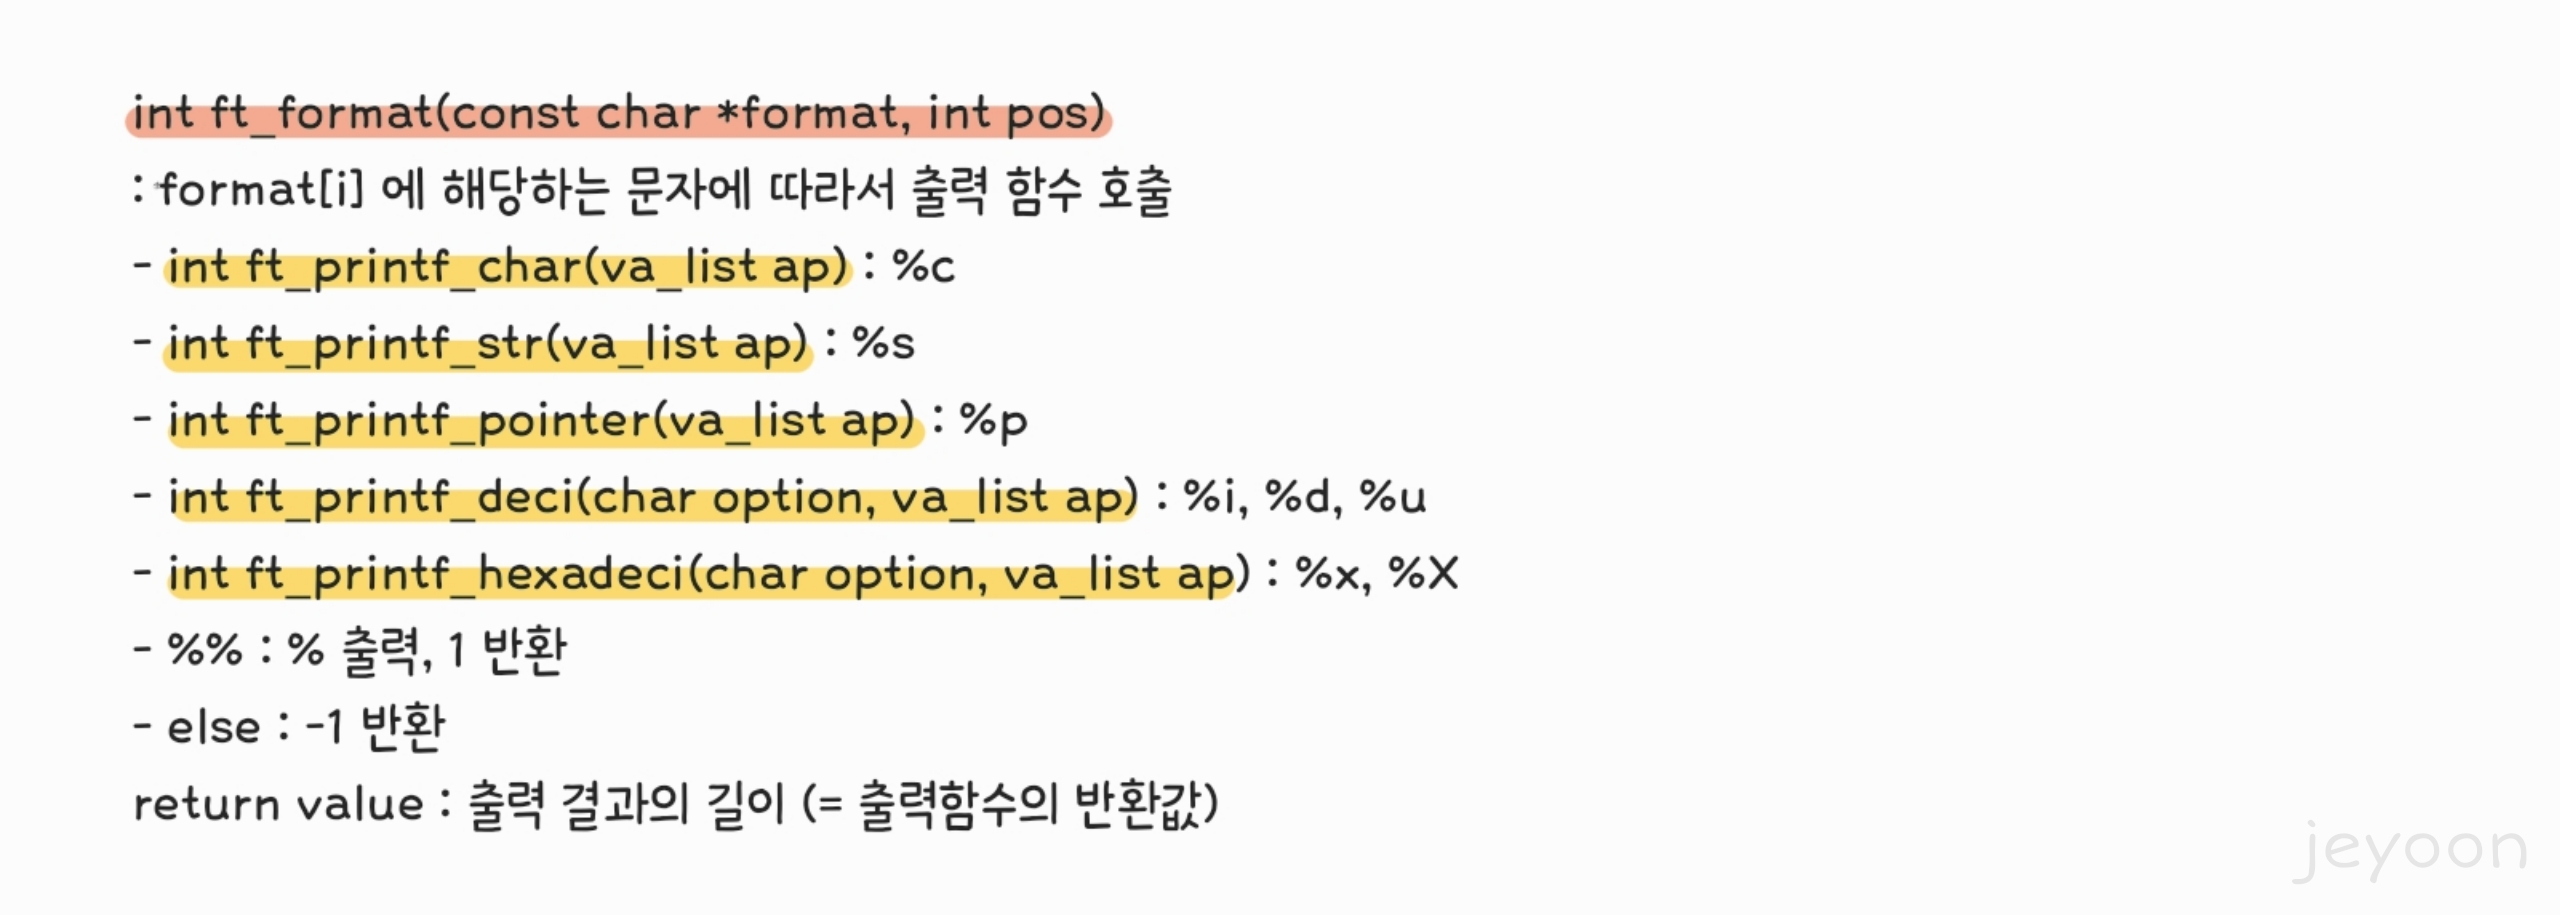 int ft_format(const char *format, int pos)
: format[i] 에 해당하는 문자에 따라서 출력 함수 호출
- int ft_printf_char(va_list ap) : %c
- int ft_printf_str(va_list ap) : %s
- int ft_printf_pointer(va_list ap) : %p
- int ft_printf_deci(char option, va_list ap) : %i, %d, %u
- int ft_printf_hexadeci(char option, va_list ap) : %x, %X
- %% : % 출력, 1 반환
- else : -1 반환
return value : 출력 결과의 길이 (= 출력함수의 반환값)
jeyoon